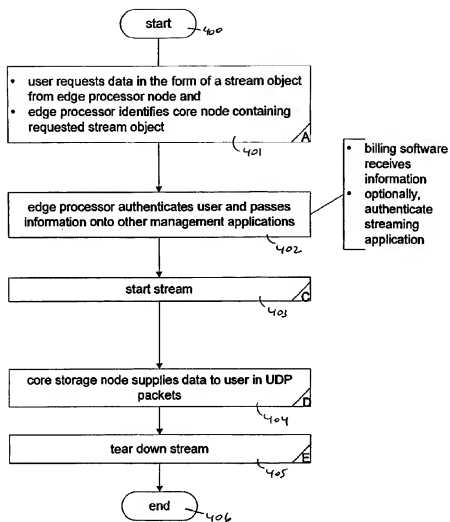 start
400
• user requests data in the form of a stream object
from edge processor node and
• edge processor identifies core node containing
requested stream object
A
401
• billing software
receives
information
• optionally,
authenticate
streaming
application
edge processor authenticates user and passes
information onto other management applications
402
start stream
C
403
core storage node supplies data to user in UDP
packets
D
404
tear down stream
E
405
end
406